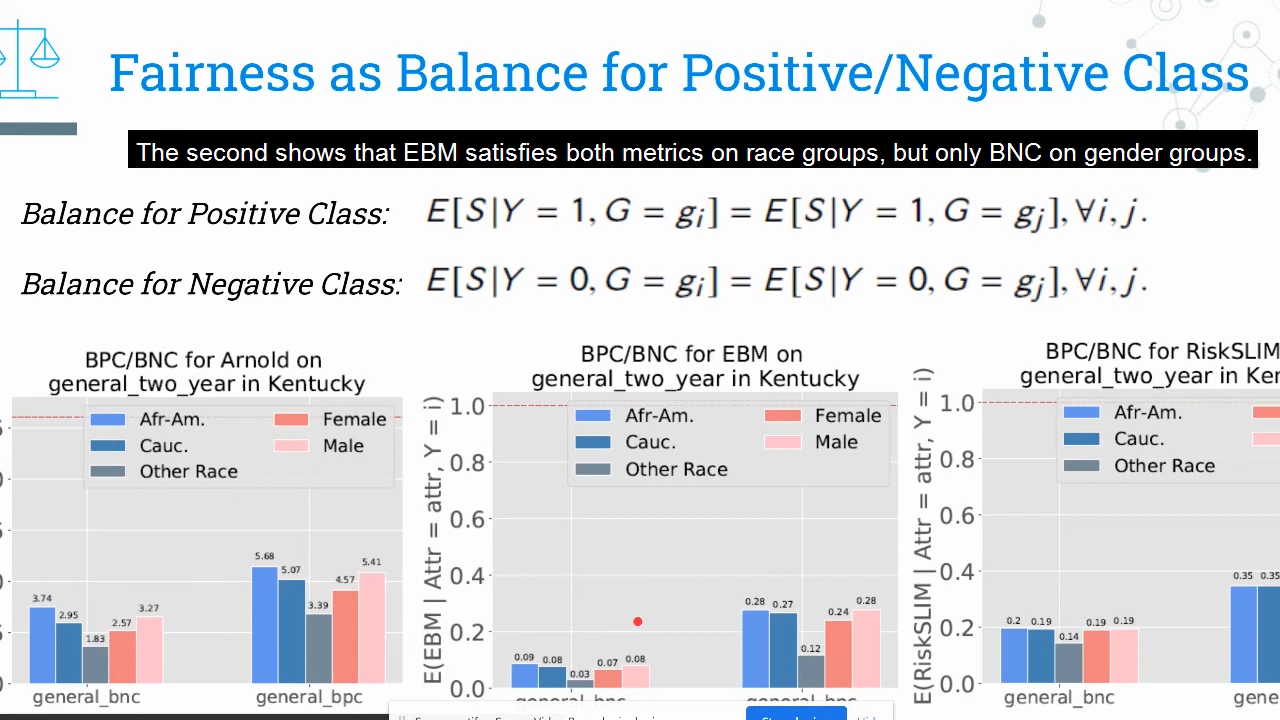 Fairness as Balance for Positive/Negative Class
The second shows that EBM satisfies both metrics on race groups, but only BNC on gender groups.
Balance for Positive Class: E[S|Y = 1, G = gᵢ] = E[S|Y = 1, G = gⱼ], ∀i, j.
Balance for Negative Class: E[S|Y = 0, G = gᵢ] = E[S|Y = 0, G = gⱼ], ∀i, j.
BPC/BNC for Arnold on
general_two_year in Kentucky
Afr-Am. Female
Cauc. Male
Other Race
3.74 2.95 1.83 2.57 3.27
5.68 5.07 3.39 4.57 5.41
general_bnc general_bpc
BPC/BNC for EBM on
general_two_year in Kentucky
E(EBM | Attr = attr, Y = i)
1.0
0.8
0.6
0.4
0.2
0.0
Afr-Am. Female
Cauc. Male
Other Race
0.09 0.08 0.03 0.07 0.08
0.28 0.27 0.12 0.24 0.28
BPC/BNC for RiskSLIM
general_two_year in Ken
E(RiskSLIM | Attr = attr, Y = i)
1.0
0.8
0.6
0.4
0.2
0.0
Afr-Am.
Cauc.
Other Race
0.2 0.19 0.14 0.19 0.19
0.35 0.35
general_bnc gene